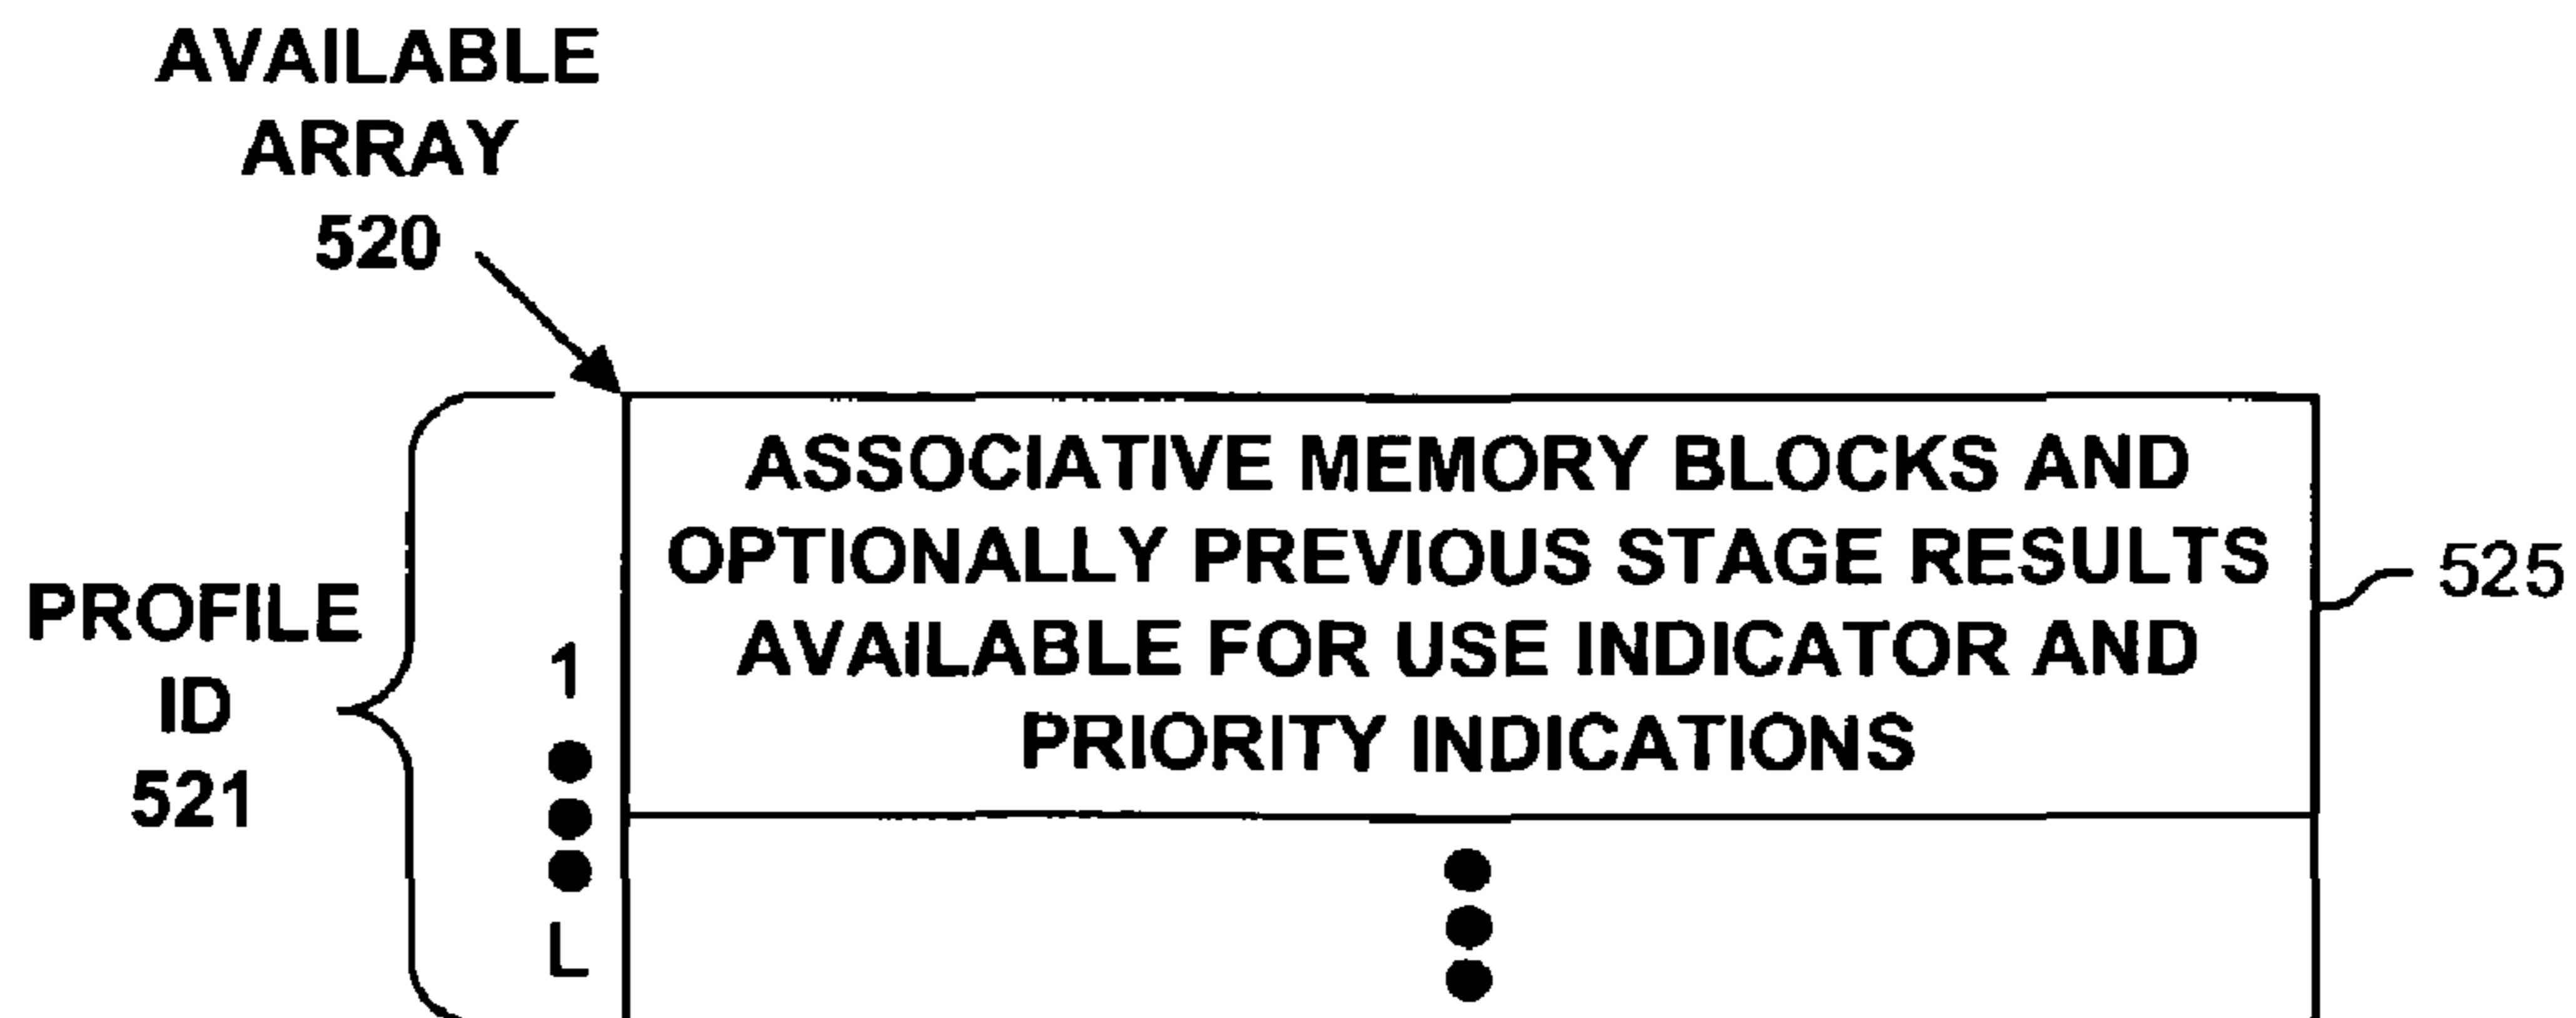 AVAILABLE
ARRAY
520
ASSOCIATIVE MEMORY BLOCKS AND
OPTIONALLY PREVIOUS STAGE RESULTS
AVAILABLE FOR USE INDICATOR AND
PRIORITY INDICATIONS
525
PROFILE
ID
521
1
L